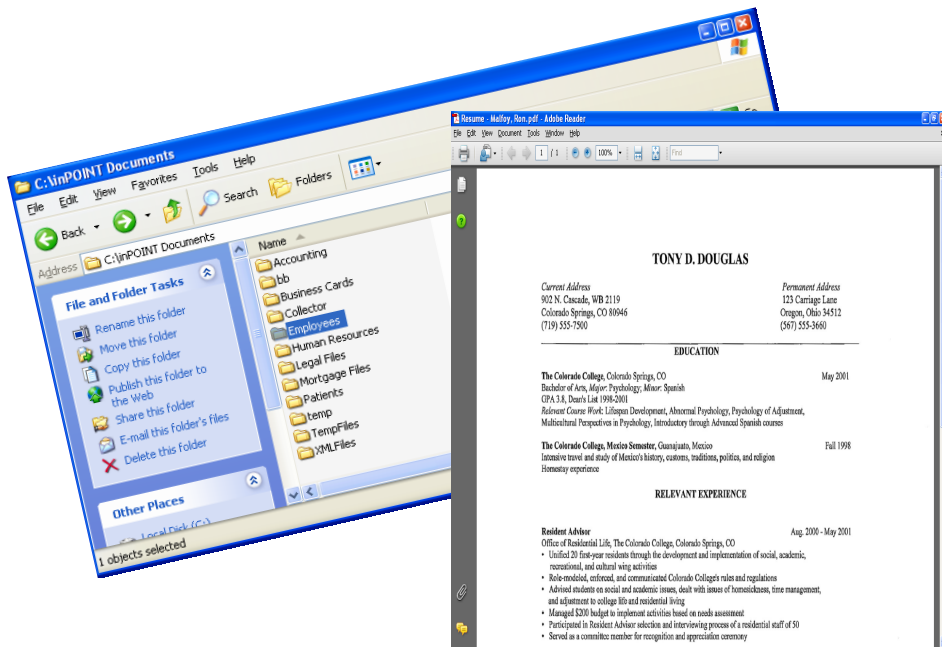 C:\inPOINT Documents
File Edit View Favorites Tools Help
Back Search Folders
Address C:\inPOINT Documents
File and Folder Tasks
Rename this folder
Move this folder
Copy this folder
Publish this folder to
the Web
Share this folder
E-mail this folder's files
Delete this folder
Other Places
Local Disk (C:)
1 objects selected
Name
Accounting
bb
Business Cards
Collector
Employees
Human Resources
Legal Files
Mortgage Files
Patients
temp
TempFiles
XMLFiles
Resume - Malfoy, Ron.pdf - Adobe Reader
File Edit View Document Tools Window Help
1 / 1 100% Find
TONY D. DOUGLAS
Current Address Permanent Address
902 N. Cascade, WB 2119 123 Carriage Lane
Colorado Springs, CO 80946 Oregon, Ohio 34512
(719) 555-7500 (567) 555-3660
EDUCATION
The Colorado College, Colorado Springs, CO May 2001
Bachelor of Arts, Major: Psychology; Minor: Spanish
GPA 3.8, Dean's List 1998-2001
Relevant Course Work: Lifespan Development, Abnormal Psychology, Psychology of Adjustment,
Multicultural Perspectives in Psychology, Introductory through Advanced Spanish courses
The Colorado College, Mexico Semester, Guanajuato, Mexico Fall 1998
Intensive travel and study of Mexico's history, customs, traditions, politics, and religion
Homestay experience
RELEVANT EXPERIENCE
Resident Advisor Aug. 2000 - May 2001
Office of Residential Life, The Colorado College, Colorado Springs, CO
• Unified 20 first-year residents through the development and implementation of social, academic,
recreational, and cultural wing activities
• Role-modeled, enforced, and communicated Colorado College's rules and regulations
• Advised students on social and academic issues, dealt with issues of homesickness, time management,
and adjustment to college life and residential living
• Managed $200 budget to implement activities based on needs assessment
• Participated in Resident Advisor selection and interviewing process of a residential staff of 50
• Served as a committee member for recognition and appreciation ceremony